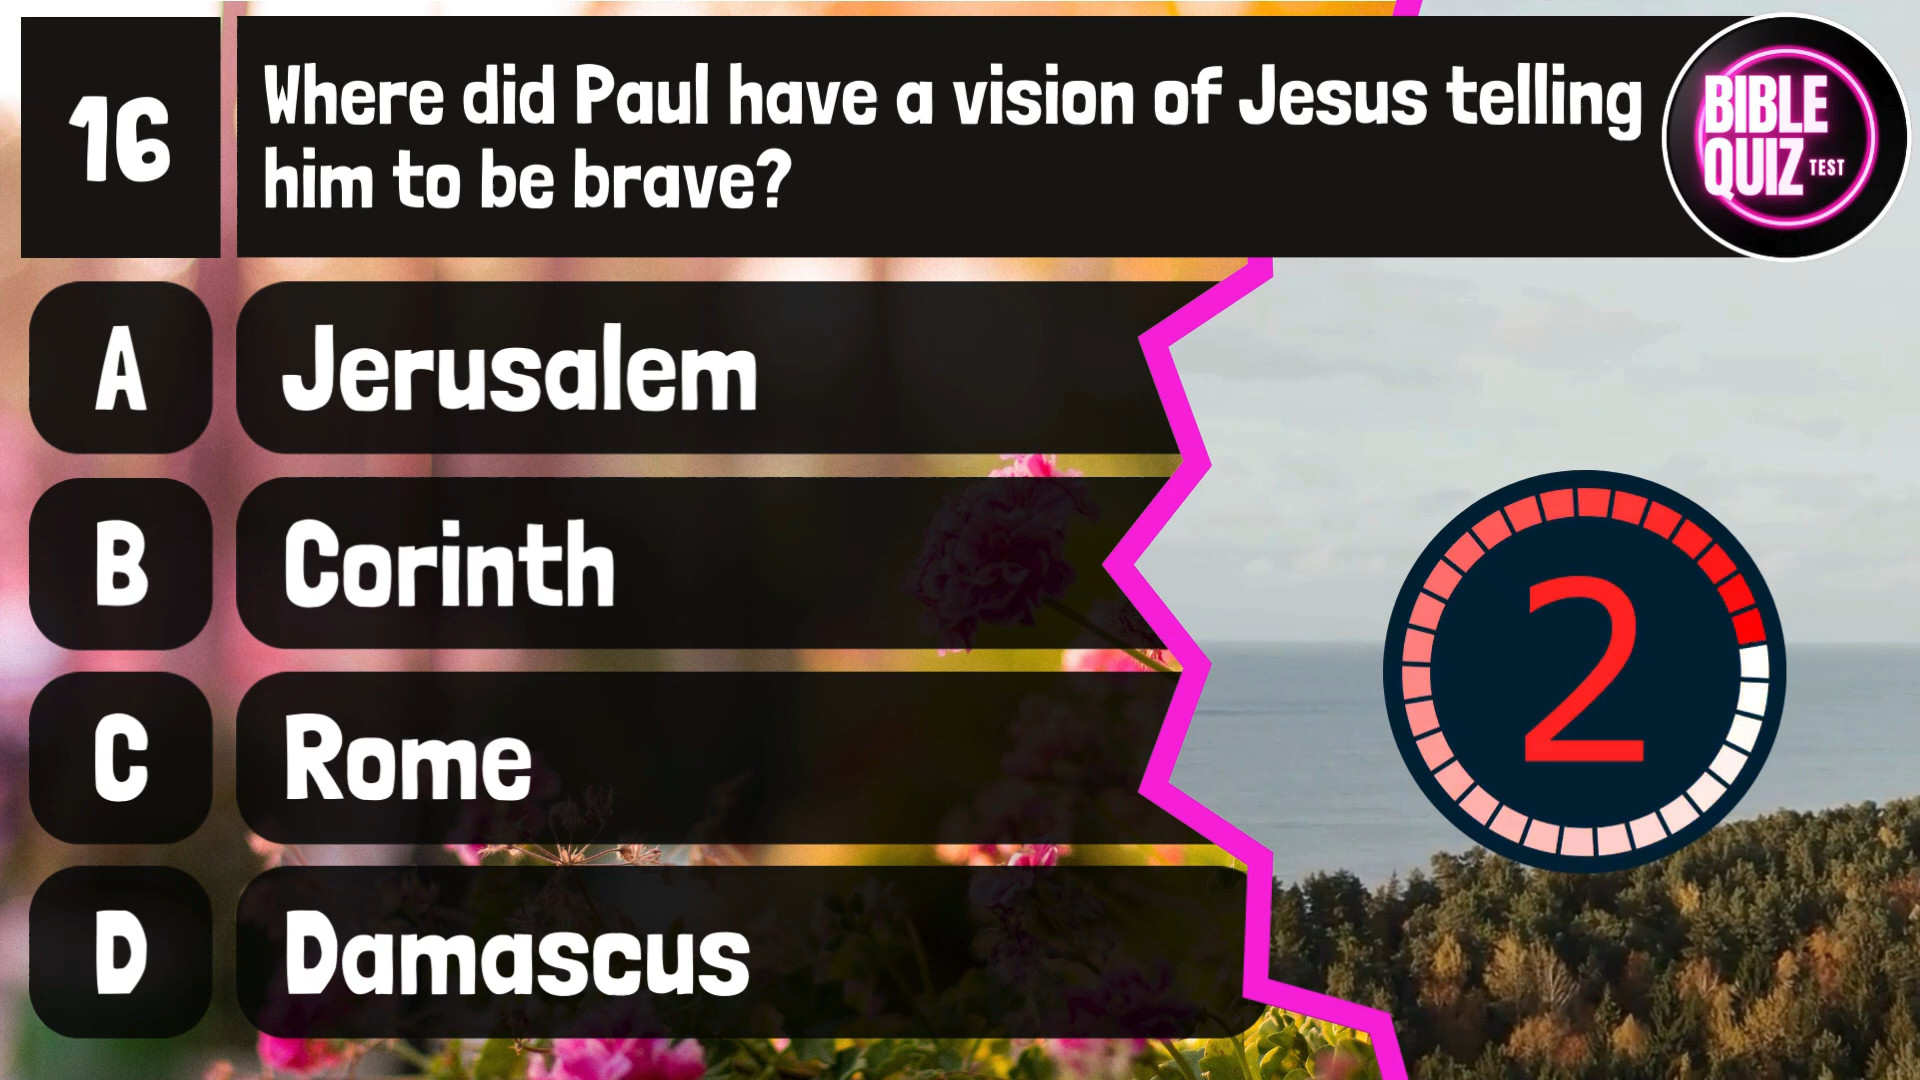 16
Where did Paul have a vision of Jesus telling
him to be brave?
BIBLE
QUIZ TEST
A
Jerusalem
B
Corinth
C
Rome
D
Damascus
2